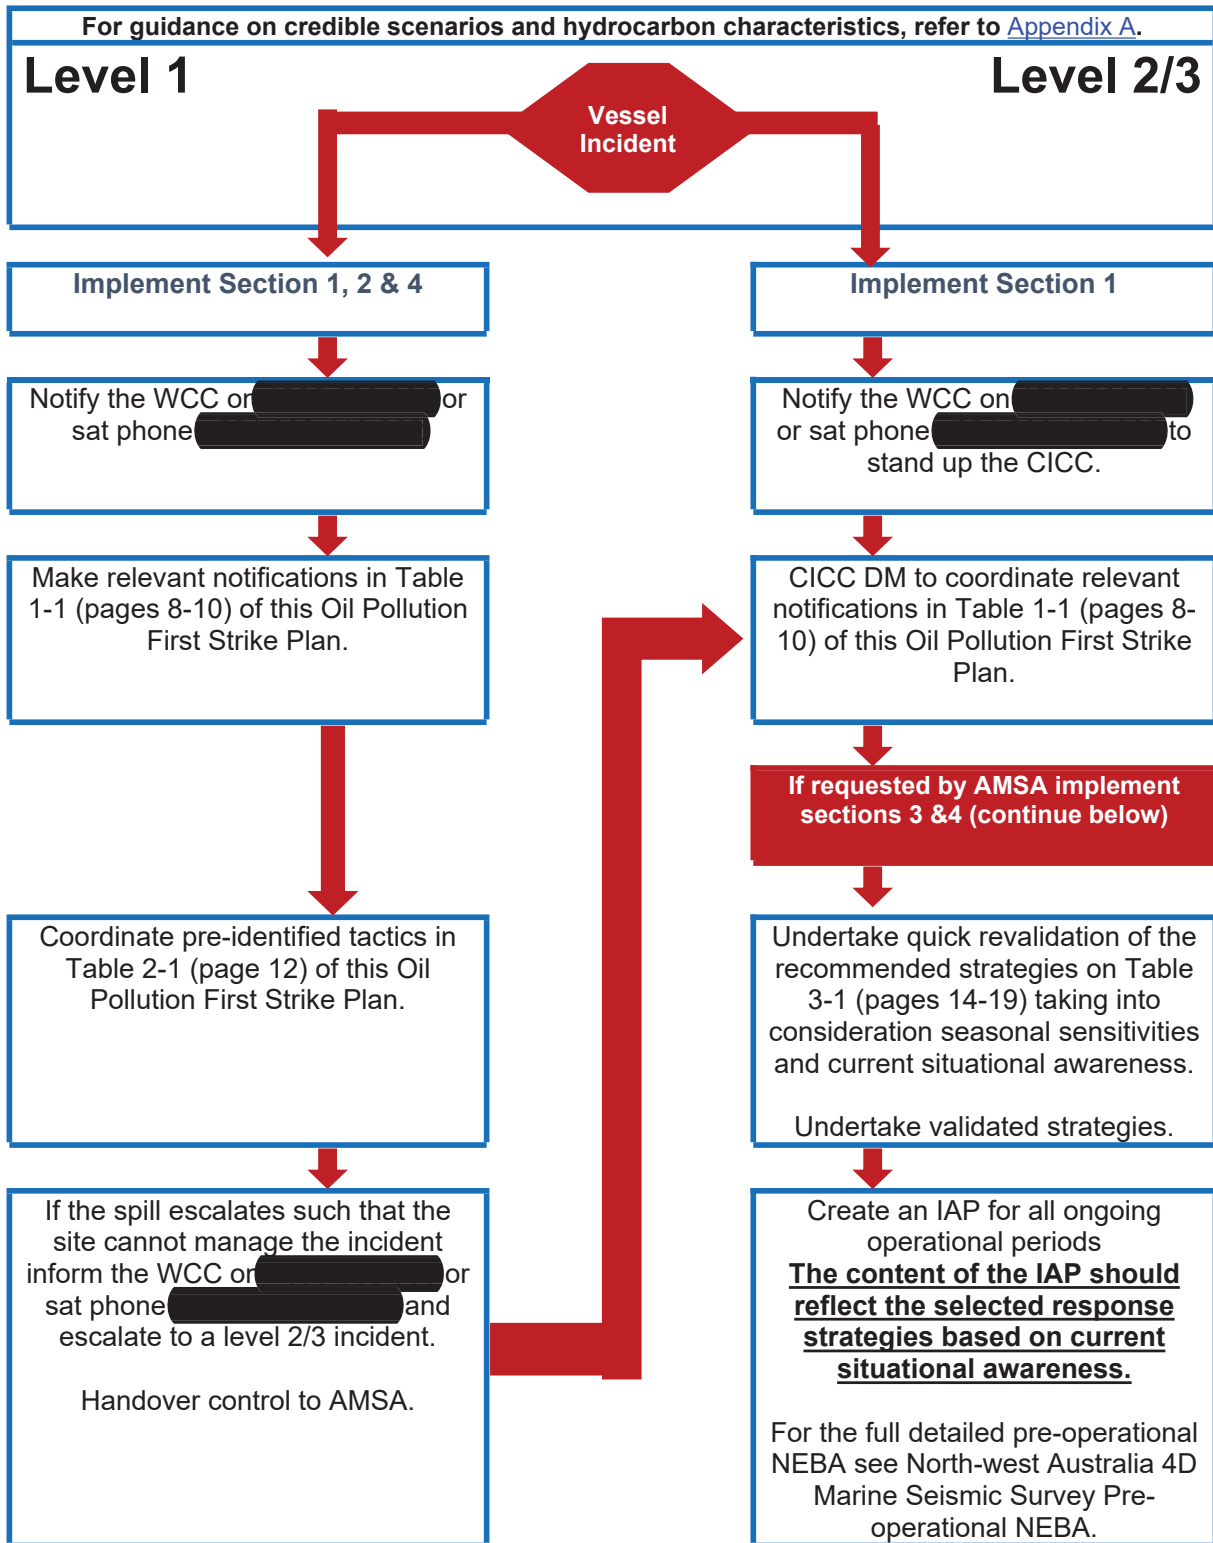 For guidance on credible scenarios and hydrocarbon characteristics, refer to Appendix A.
Level 1
Level 2/3
Vessel
Incident
Implement Section 1, 2 & 4
Notify the WCC or
or
sat phone
Make relevant notifications in Table
1-1 (pages 8-10) of this Oil Pollution
First Strike Plan.
Coordinate pre-identified tactics in
Table 2-1 (page 12) of this Oil
Pollution First Strike Plan.
If the spill escalates such that the
site cannot manage the incident
inform the WCC or
or
sat phone
and
escalate to a level 2/3 incident.
Handover control to AMSA.
Implement Section 1
Notify the WCC on
or sat phone
to
stand up the CICC.
CICC DM to coordinate relevant
notifications in Table 1-1 (pages 8-
10) of this Oil Pollution First Strike
Plan.
If requested by AMSA implement
sections 3 &4 (continue below)
Undertake quick revalidation of the
recommended strategies on Table
3-1 (pages 14-19) taking into
consideration seasonal sensitivities
and current situational awareness.
Undertake validated strategies.
Create an IAP for all ongoing
operational periods
The content of the IAP should
reflect the selected response
strategies based on current
situational awareness.
For the full detailed pre-operational
NEBA see North-west Australia 4D
Marine Seismic Survey Pre-
operational NEBA.